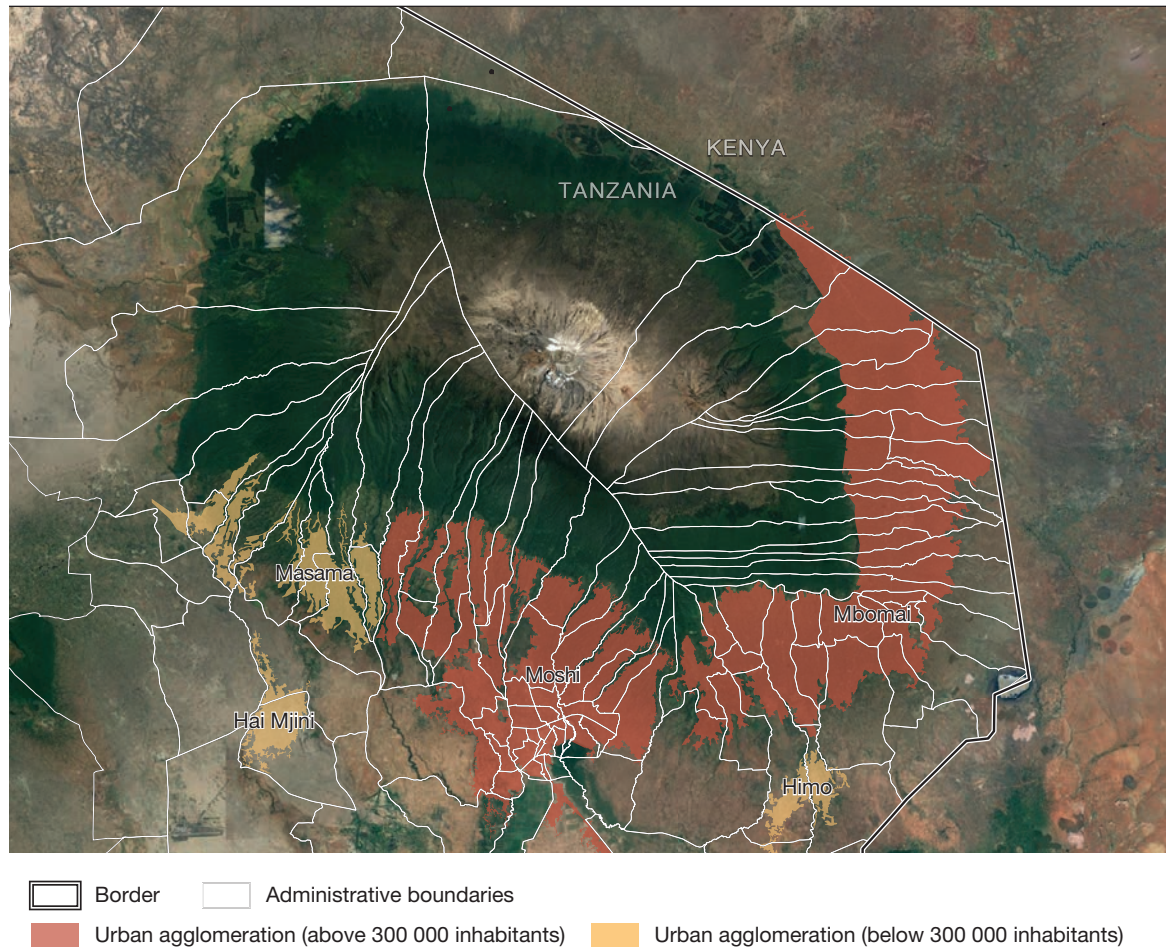 KENYA
TANZANIA
Masama
Mbomai
Moshi
Hai Mjini
Himo
Border
Administrative boundaries
Urban agglomeration (above 300 000 inhabitants)
Urban agglomeration (below 300 000 inhabitants)